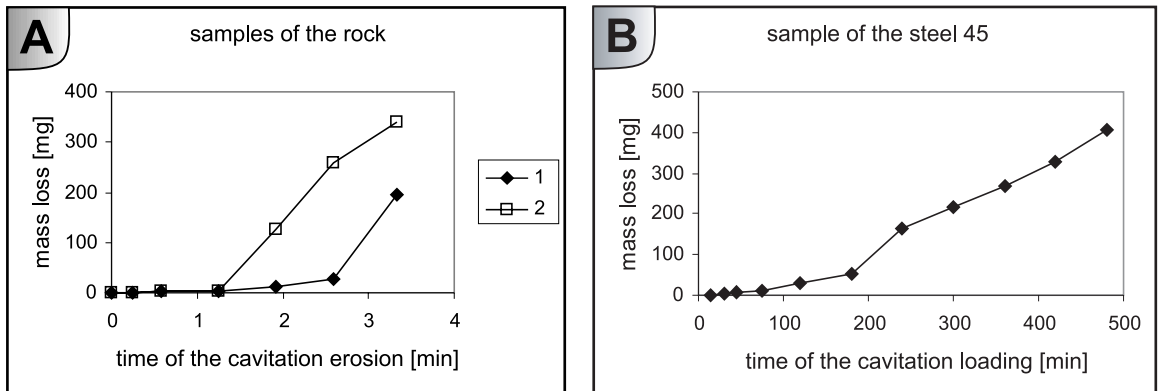 A
samples of the rock
400
300
200
100
0
0 1 2 3 4
mass loss [mg]
time of the cavitation erosion [min]
1
2
B
sample of the steel 45
500
400
300
200
100
0
0 100 200 300 400 500
mass loss [mg]
time of the cavitation loading [min]